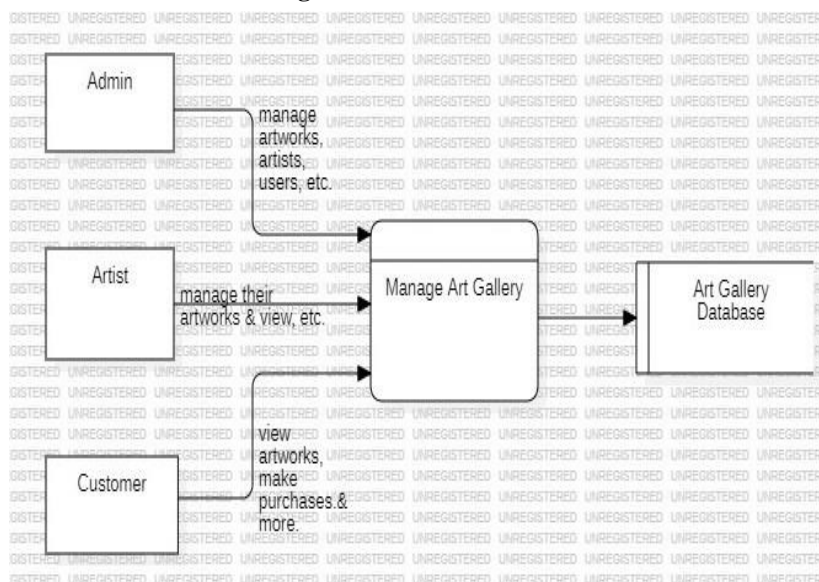 Admin
manage
artworks,
artists,
users, etc.
Artist
manage their
artworks & view, etc.
Manage Art Gallery
Art Gallery
Database
Customer
view
artworks,
make
purchases.&
more.
UNREGISTERED